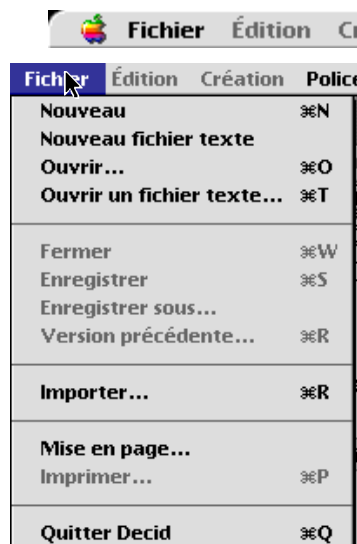 Fichier Édition
Fichier Édition Création Police
Nouveau ⌘N
Nouveau fichier texte
Ouvrir... ⌘O
Ouvrir un fichier texte... ⌘T
Fermer ⌘W
Enregistrer ⌘S
Enregistrer sous...
Version précédente... ⌘R
Importer... ⌘R
Mise en page...
Imprimer... ⌘P
Quitter Decid ⌘Q